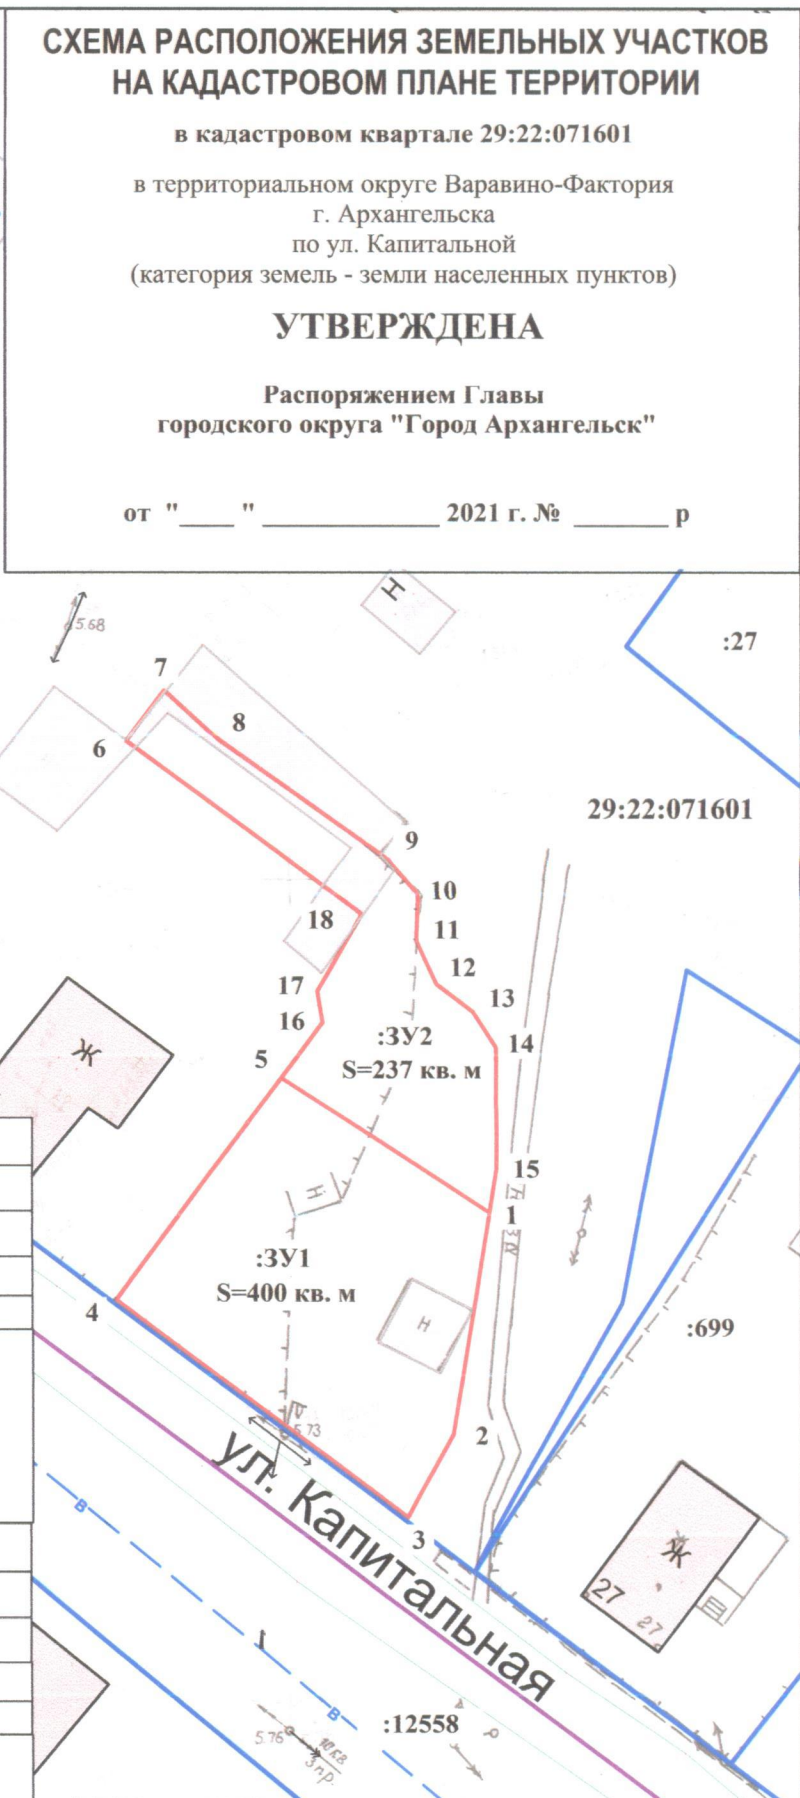 СХЕМА РАСПОЛОЖЕНИЯ ЗЕМЕЛЬНЫХ УЧАСТКОВ
НА КАДАСТРОВОМ ПЛАНЕ ТЕРРИТОРИИ
в кадастровом квартале 29:22:071601
в территориальном округе Варавино-Фактория
г. Архангельска
по ул. Капитальной
(категория земель - земли населенных пунктов)
УТВЕРЖДЕНА
Распоряжением Главы
городского округа "Город Архангельск"
от "____ " _____________ 2021 г. № _______ р
Н
5.68
:27
7
8
6
29:22:071601
9
10
18
11
12
17
13
16
:ЗУ2
14
Ж
5
S=237 кв. м
15
Н
1
:ЗУ1
S=400 кв. м
4
Н
:699
5.73
2
ул. Капитальная
3
В
Ж
27
27
В
:12558
5.76
10кВ
3 пр.